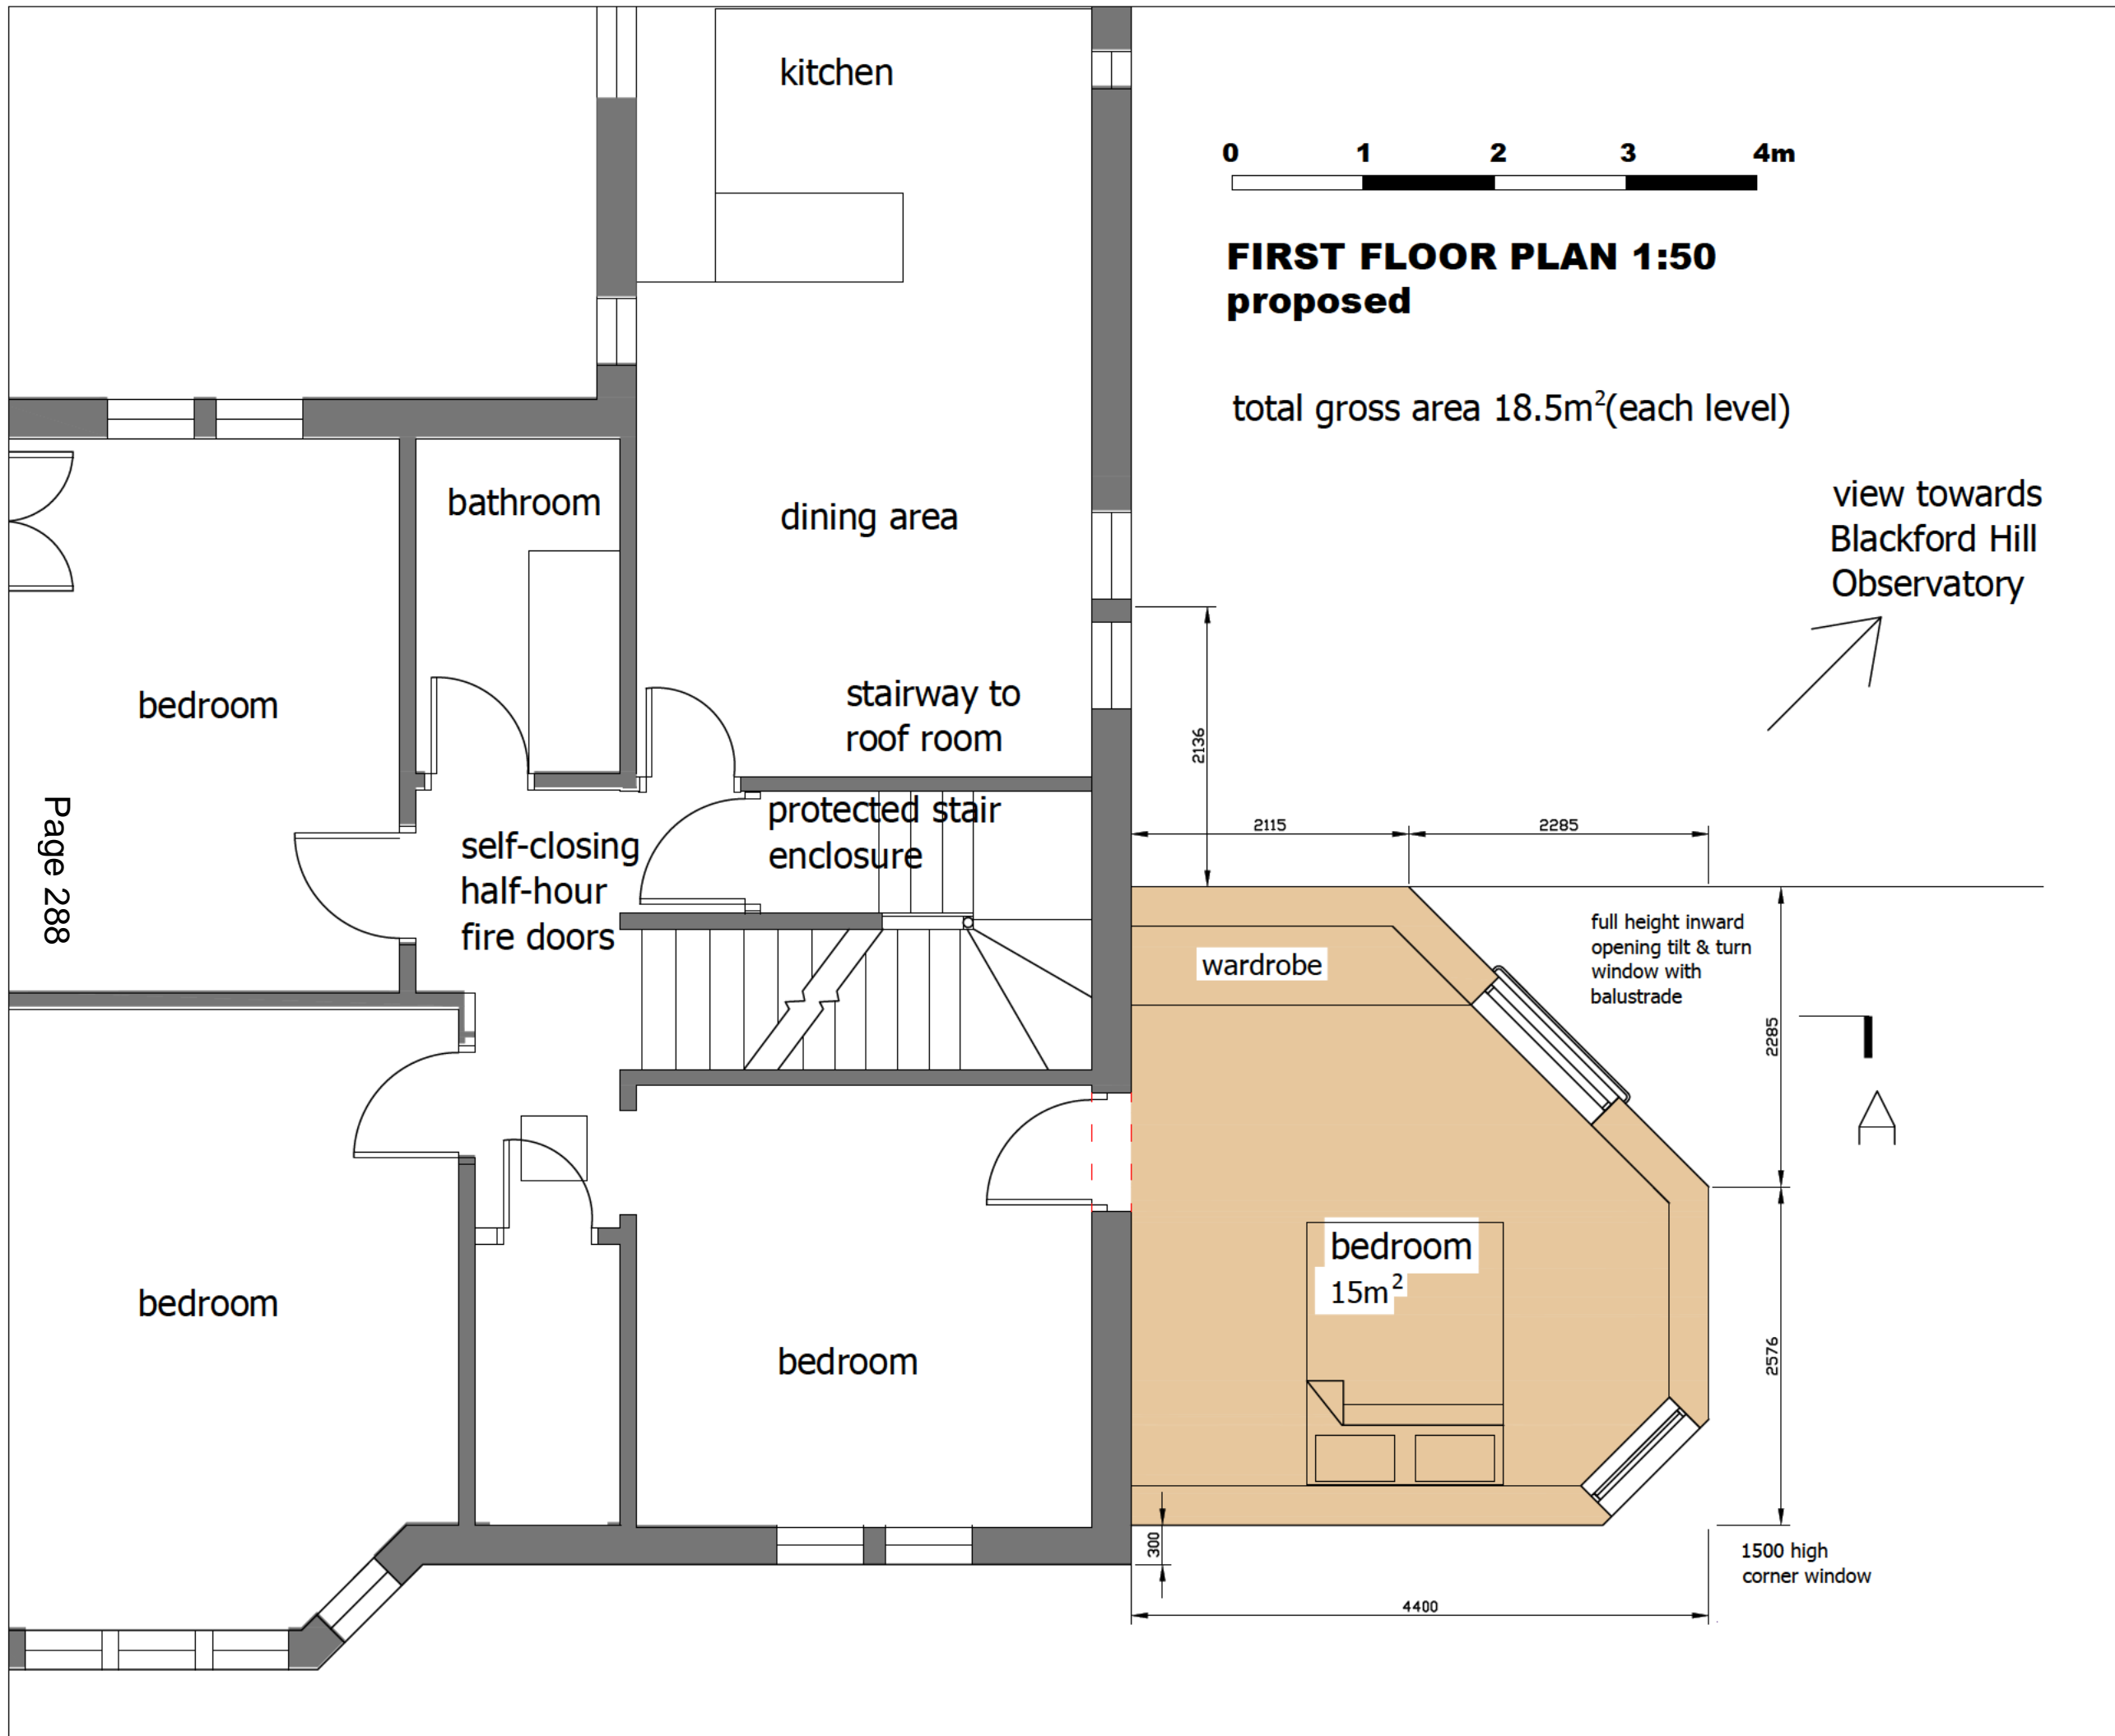 kitchen
0 1 2 3 4m
FIRST FLOOR PLAN 1:50
proposed
total gross area 18.5m²(each level)
view towards
Blackford Hill
Observatory
bathroom
dining area
bedroom
stairway to
roof room
2136
Page 288
protected stair
enclosure
self-closing
half-hour
fire doors
2115
2285
full height inward
opening tilt & turn
window with
balustrade
wardrobe
2285
bedroom
15m²
bedroom
bedroom
2576
300
1500 high
corner window
4400